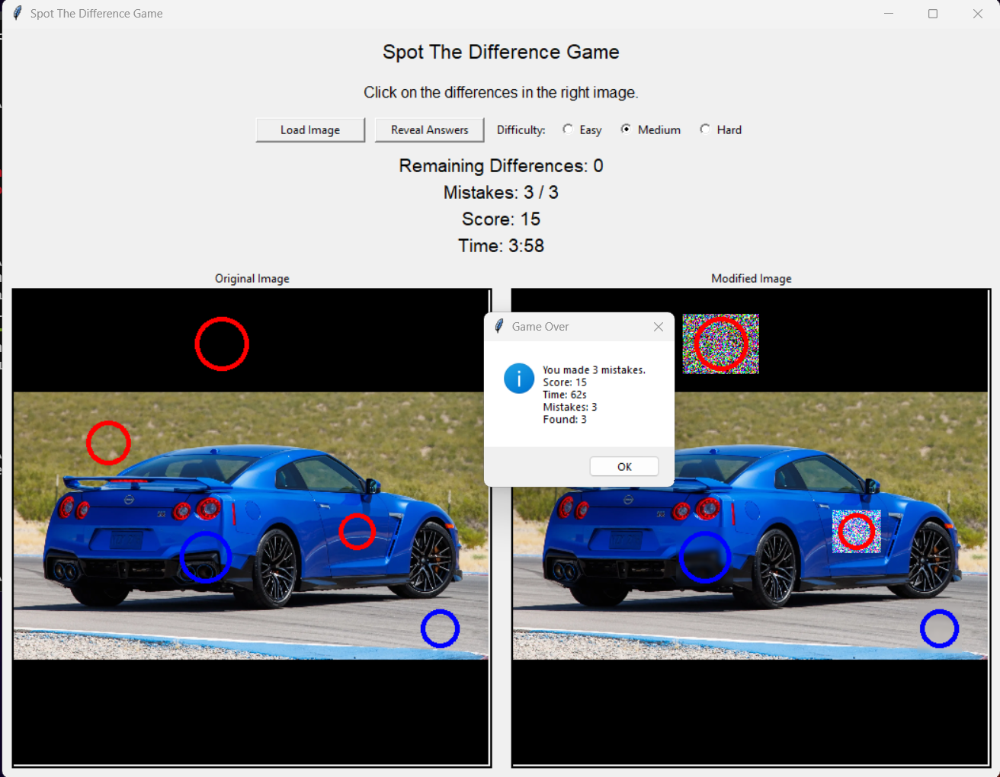 Spot The Difference Game
Spot The Difference Game
Click on the differences in the right image.
Load Image
Reveal Answers
Difficulty:
Easy
Medium
Hard
Remaining Differences: 0
Mistakes: 3 / 3
Score: 15
Time: 3:58
Original Image
Modified Image
Game Over
You made 3 mistakes.
Score: 15
Time: 62s
Mistakes: 3
Found: 3
OK